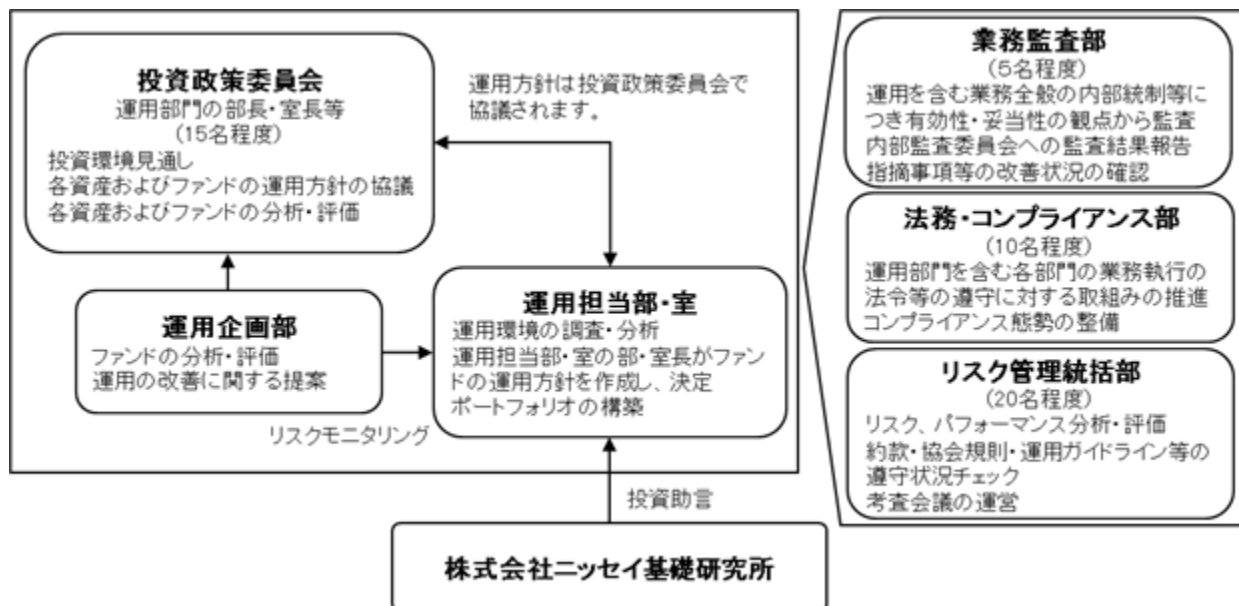 投資政策委員会
運用部門の部長・室長等
(15名程度)
投資環境見通し
各資産およびファンドの運用方針の協議
各資産およびファンドの分析・評価
運用方針は投資政策委員会で
協議されます。
運用企画部
ファンドの分析・評価
運用の改善に関する提案
リスクモニタリング
運用担当部・室
運用環境の調査・分析
運用担当部・室の部・室長がファン
ドの運用方針を作成し、決定
ポートフォリオの構築
投資助言
株式会社ニッセイ基礎研究所
業務監査部
(5名程度)
運用を含む業務全般の内部統制等に
つき有効性・妥当性の観点から監査
内部監査委員会への監査結果報告
指摘事項等の改善状況の確認
法務・コンプライアンス部
(10名程度)
運用部門を含む各部門の業務執行の
法令等の遵守に対する取組みの推進
コンプライアンス態勢の整備
リスク管理統括部
(20名程度)
リスク、パフォーマンス分析・評価
約款・協会規則・運用ガイドライン等の
遵守状況チェック
考査会議の運営